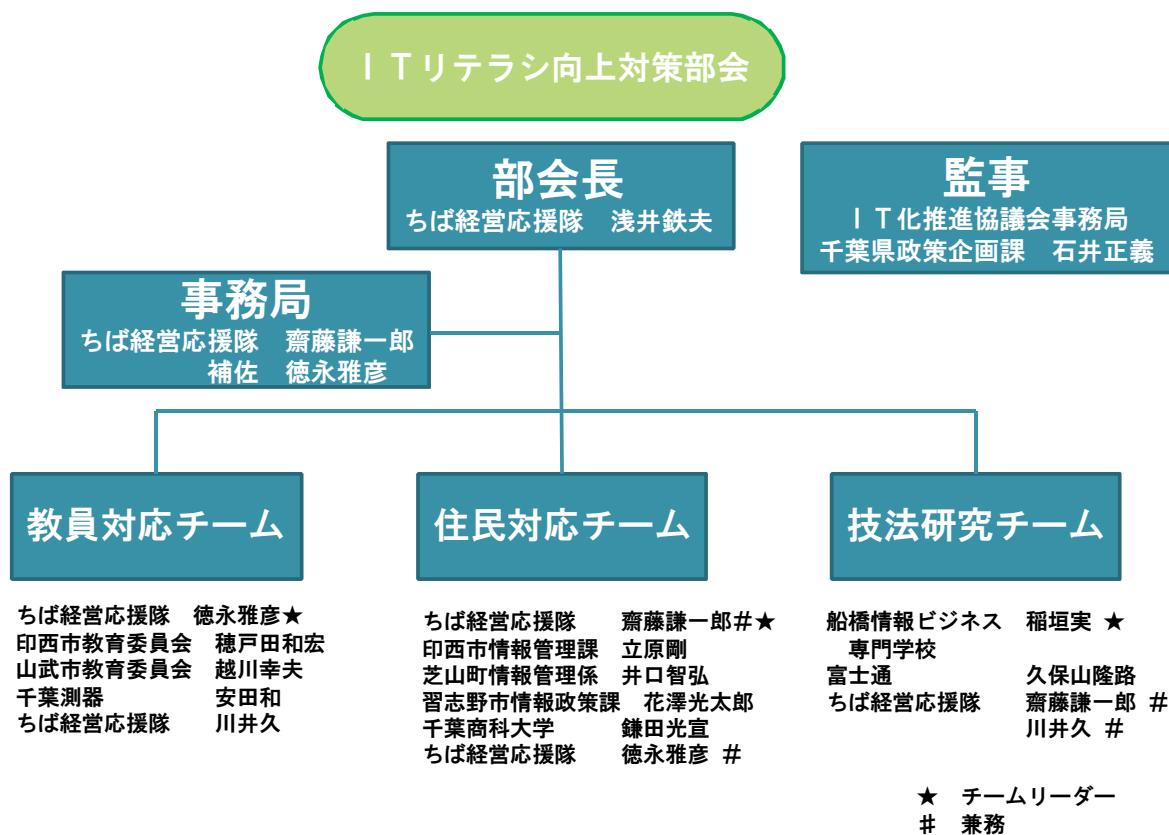 ＩＴリテラシ向上対策部会
部会長
ちば経営応援隊　浅井鉄夫
監事
ＩＴ化推進協議会事務局
千葉県政策企画課　石井正義
事務局
ちば経営応援隊　齋藤謙一郎
補佐　徳永雅彦
教員対応チーム
ちば経営応援隊　徳永雅彦★
印西市教育委員会　穂戸田和宏
山武市教育委員会　越川幸夫
千葉測器　安田和
ちば経営応援隊　川井久
住民対応チーム
ちば経営応援隊　齋藤謙一郎＃★
印西市情報管理課　立原剛
芝山町情報管理係　井口智弘
習志野市情報政策課　花澤光太郎
千葉商科大学　鎌田光宣
ちば経営応援隊　徳永雅彦 ＃
技法研究チーム
船橋情報ビジネス　稲垣実 ★
専門学校
富士通　久保山隆路
ちば経営応援隊　齋藤謙一郎 ＃
川井久 ＃
★　チームリーダー
＃　兼務